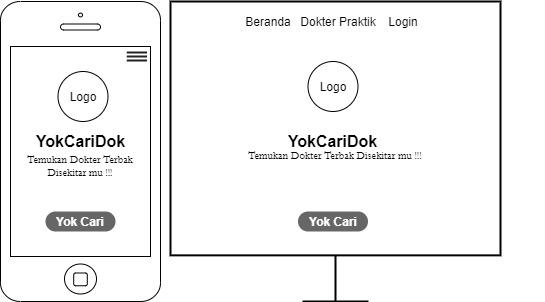 Logo
YokCariDok
Temukan Dokter Terbak
Disekitar mu !!!
Yok Cari
Beranda Dokter Praktik Login
Logo
YokCariDok
Temukan Dokter Terbak Disekitar mu !!!
Yok Cari